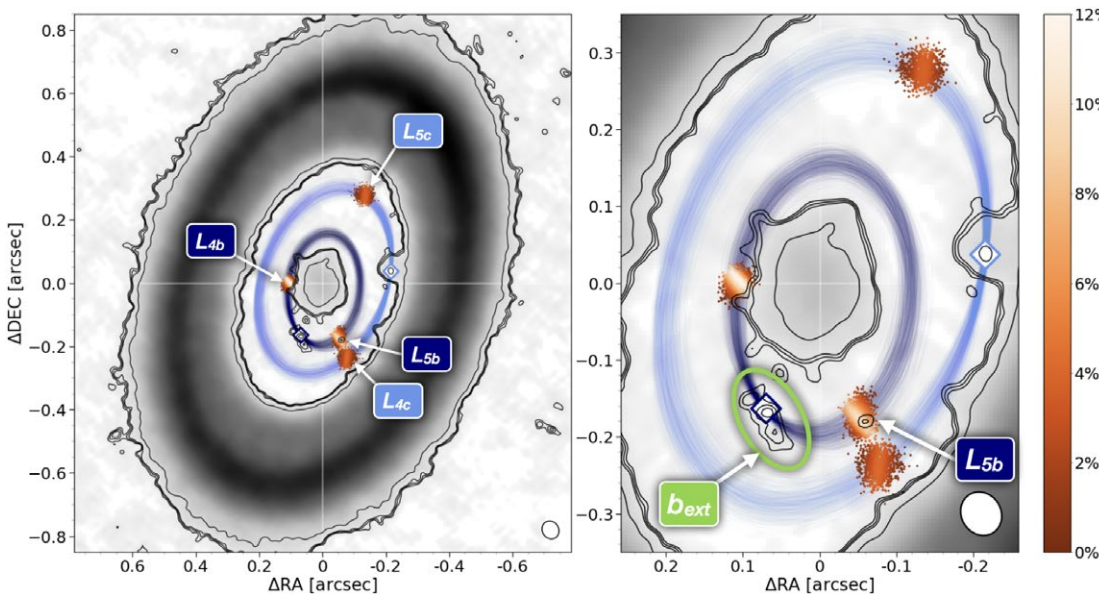 0.8
0.6
0.4
0.2
0.0
−0.2
−0.4
−0.6
−0.8
ΔDEC [arcsec]
0.6 0.4 0.2 0.0 -0.2 -0.4 -0.6
ΔRA [arcsec]
L5c
L4b
L5b
L4c
0.3
0.2
0.1
0.0
−0.1
−0.2
−0.3
0.2 0.1 0.0 -0.1 -0.2
ΔRA [arcsec]
L5b
bext
12%
10%
8%
6%
4%
2%
0%